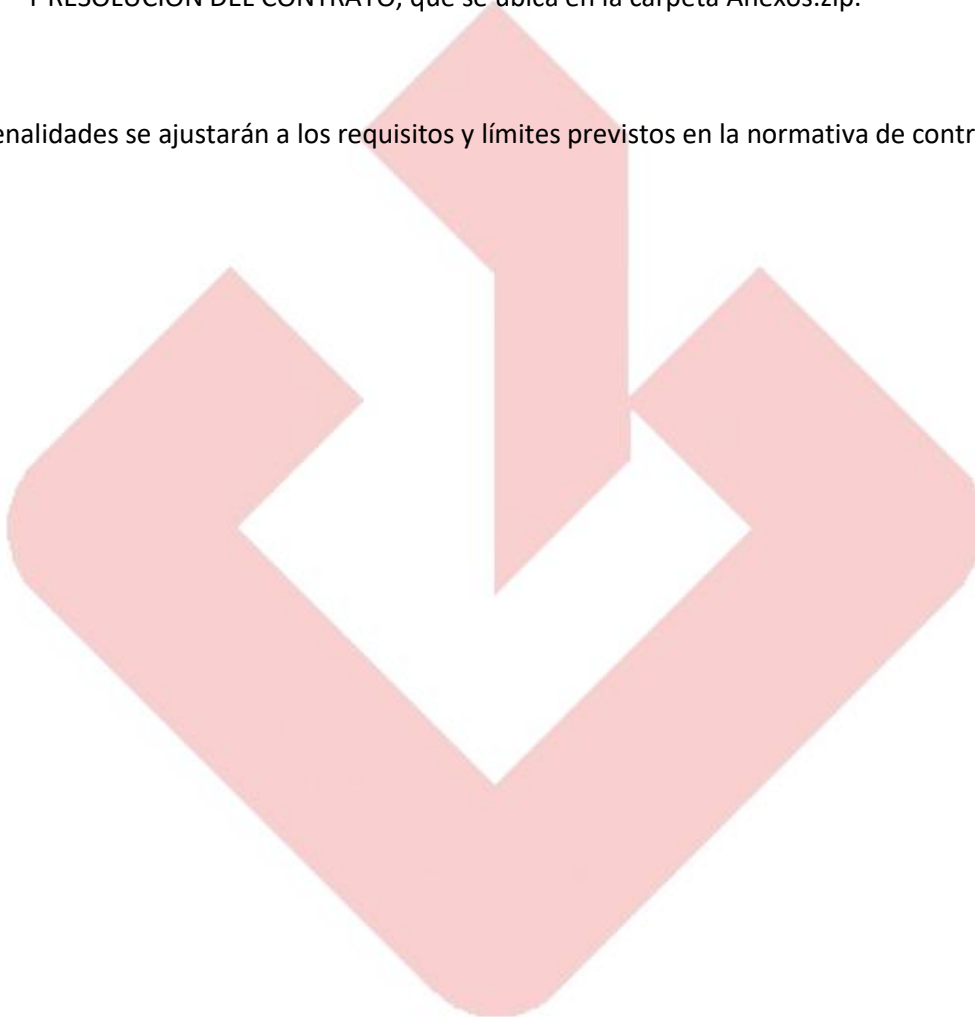 Y RESOLUCIÓN DEL CONTRATO, que se ubica en la carpeta Anexos.zip.
enalidades se ajustarán a los requisitos y límites previstos en la normativa de contr